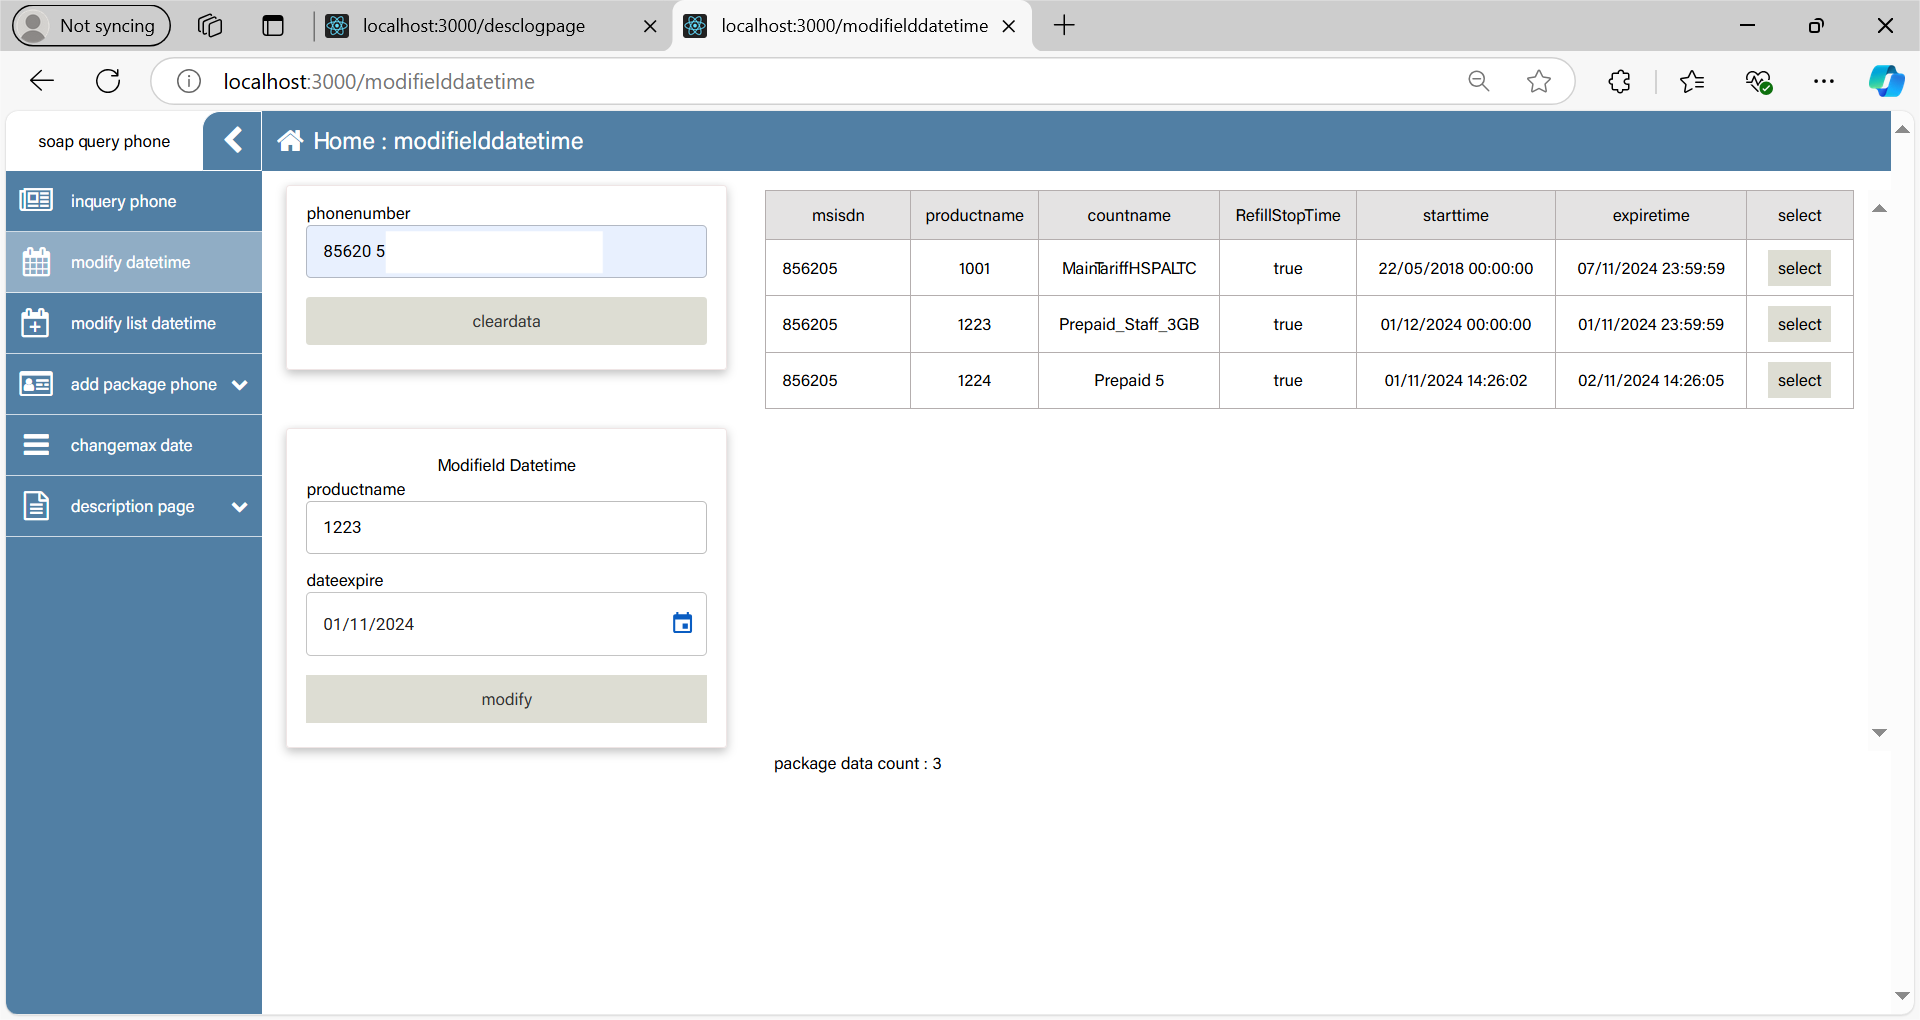 Not syncing
localhost:3000/desclogpage
localhost:3000/modifielddatetime
localhost:3000/modifielddatetime
soap query phone
Home : modifielddatetime
inquery phone
modify datetime
modify list datetime
add package phone
changemax date
description page
phonenumber
85620 5
cleardata
Modifield Datetime
productname
1223
dateexpire
01/11/2024
modify
msisdn productname countname RefillStopTime starttime expiretime select
856205 1001 MainTariffHSPALTC true 22/05/2018 00:00:00 07/11/2024 23:59:59 select
856205 1223 Prepaid_Staff_3GB true 01/12/2024 00:00:00 01/11/2024 23:59:59 select
856205 1224 Prepaid 5 true 01/11/2024 14:26:02 02/11/2024 14:26:05 select
package data count : 3